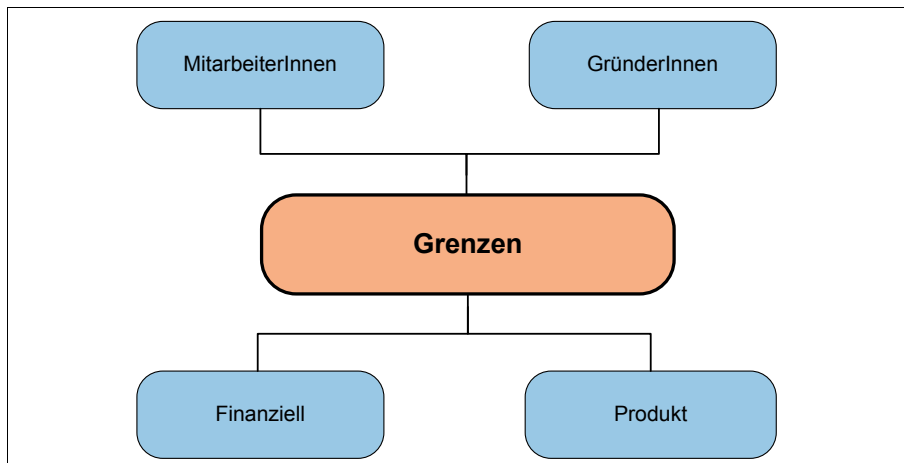 MitarbeiterInnen
GründerInnen
Grenzen
Finanziell
Produkt